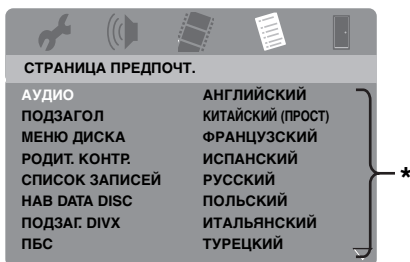 СТРАНИЦА ПРЕДПОЧТ.
АУДИО АНГЛИЙСКИЙ
ПОДЗАГОЛ КИТАЙСКИЙ (ПРОСТ)
МЕНЮ ДИСКА ФРАНЦУЗСКИЙ
РОДИТ. КОНТР. ИСПАНСКИЙ
СПИСОК ЗАПИСЕЙ РУССКИЙ
НАВ DATA DISC ПОЛЬСКИЙ
ПОДЗАГ. DIVX ИТАЛЬЯНСКИЙ
ПБС ТУРЕЦКИЙ
*